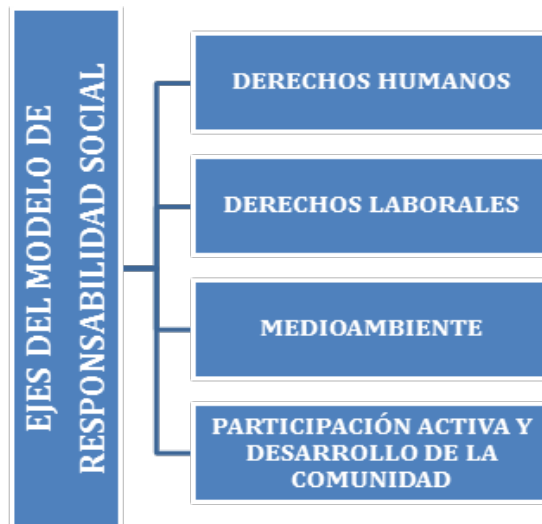 EJES DEL MODELO DE
RESPONSABILIDAD SOCIAL
DERECHOS HUMANOS
DERECHOS LABORALES
MEDIOAMBIENTE
PARTICIPACIÓN ACTIVA Y
DESARROLLO DE LA
COMUNIDAD